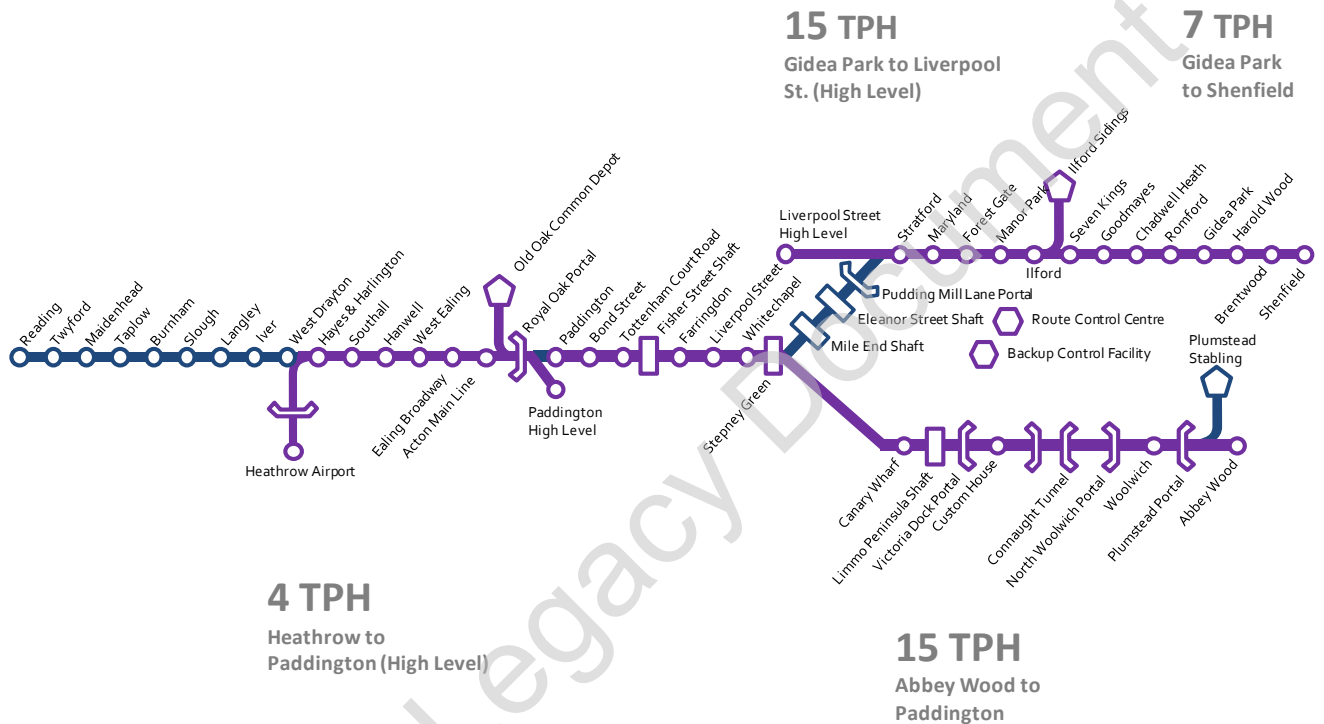 15 TPH
Gidea Park to Liverpool
St. (High Level)
7 TPH
Gidea Park
to Shenfield
Reading
Twyford
Maidenhead
Taplow
Burnham
Slough
Langley
Iver
West Drayton
Hayes & Harlington
Southall
Hanwell
West Ealing
Ealing Broadway
Acton Main Line
Old Oak Common Depot
Royal Oak Portal
Paddington
Bond Street
Tottenham Court Road
Fisher Street Shaft
Farringdon
Liverpool Street
Whitechapel
Stepney Green
Heathrow Airport
Paddington
High Level
Liverpool Street
High Level
Stratford
Maryland
Forest Gate
Manor Park
Ilford
Ilford Sidings
Seven Kings
Goodmayes
Chadwell Heath
Romford
Gidea Park
Harold Wood
Brentwood
Shenfield
Pudding Mill Lane Portal
Eleanor Street Shaft
Mile End Shaft
Route Control Centre
Backup Control Facility
Plumstead
Stabling
Canary Wharf
Limmo Peninsula Shaft
Victoria Dock Portal
Custom House
Connaught Tunnel
North Woolwich Portal
Woolwich
Plumstead Portal
Abbey Wood
4 TPH
Heathrow to
Paddington (High Level)
15 TPH
Abbey Wood to
Paddington
Legacy Document